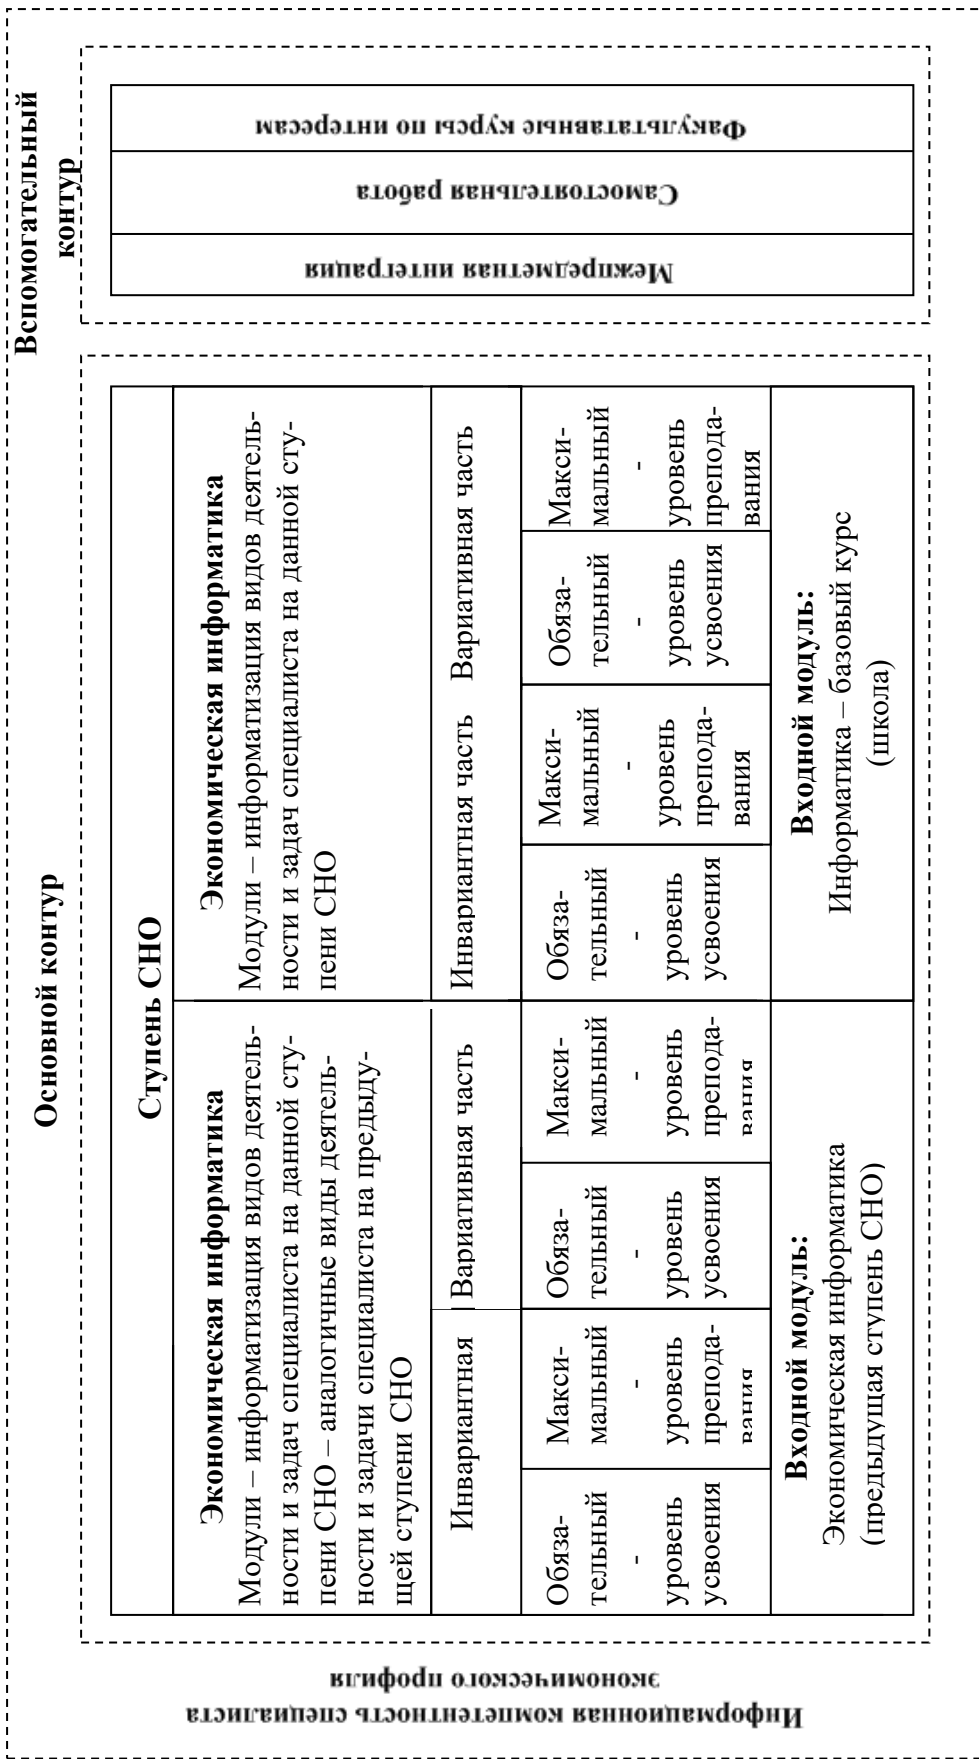 Информационная компетентность специалиста
экономического профиля
Основной контур
Ступень СНО
Экономическая информатика
Модули – информатизация видов деятель-
ности и задач специалиста на данной сту-
пени СНО – аналогичные виды деятель-
ности и задачи специалиста на предыду-
щей ступени СНО
Экономическая информатика
Модули – информатизация видов деятель-
ности и задач специалиста на данной сту-
пени СНО
Инвариантная
Вариативная часть
Инвариантная часть
Вариативная часть
Обяза-
тельный
-
уровень
усвоения
Макси-
мальный
-
уровень
препода-
вания
Обяза-
тельный
-
уровень
усвоения
Макси-
мальный
-
уровень
препода-
вания
Обяза-
тельный
-
уровень
усвоения
Макси-
мальный
-
уровень
препода-
вания
Обяза-
тельный
-
уровень
усвоения
Макси-
мальный
-
уровень
препода-
вания
Входной модуль:
Экономическая информатика
(предыдущая ступень СНО)
Входной модуль:
Информатика – базовый курс
(школа)
Вспомогательный
контур
Межпредметная интеграция
Самостоятельная работа
Факультативные курсы по интересам